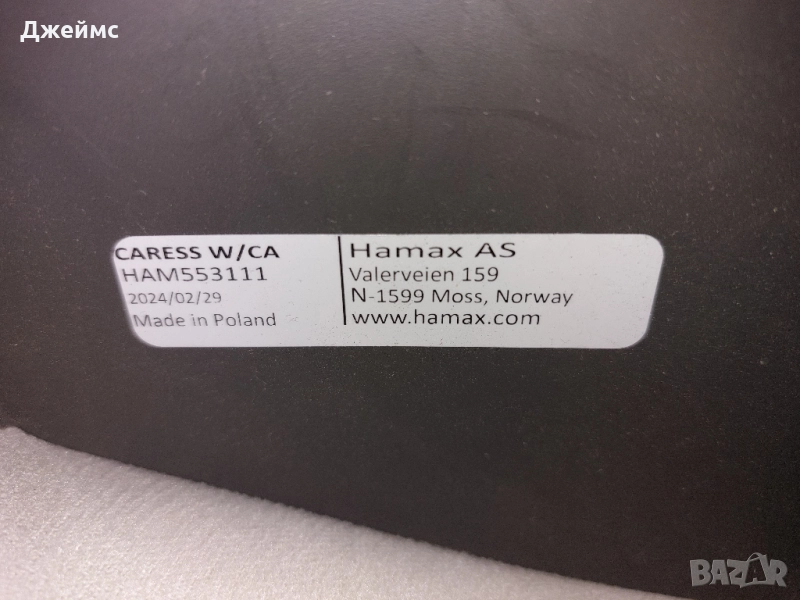 Джеймс
CARESS W/CA
HAM553111
2024/02/29
Made in Poland
Hamax AS
Valerveien 159
N-1599 Moss, Norway
www.hamax.com
BAZAR